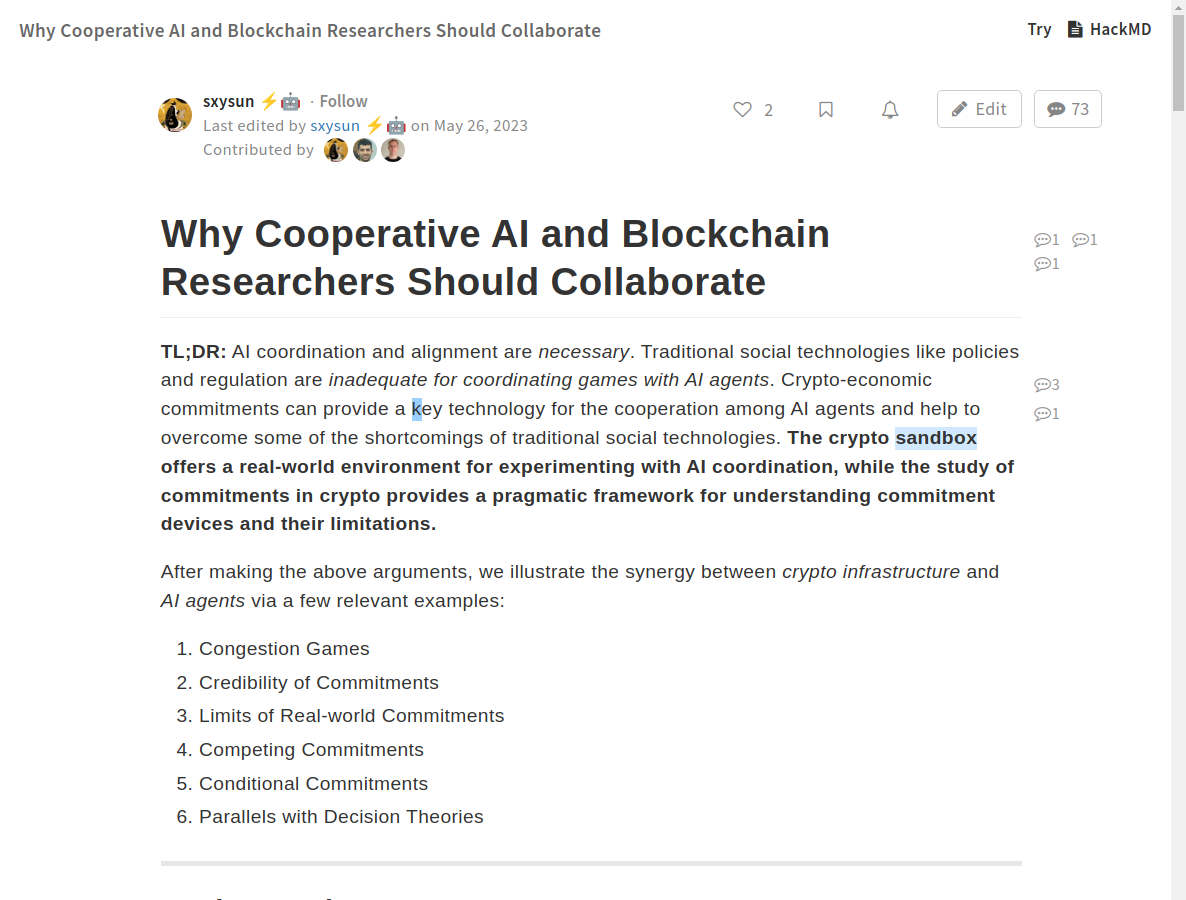 Why Cooperative AI and Blockchain Researchers Should Collaborate
Try HackMD
sxysun ⚡🤖 · Follow
Last edited by sxysun ⚡🤖 on May 26, 2023
Contributed by
2
Edit
73
Why Cooperative AI and Blockchain
Researchers Should Collaborate
1 1
1
TL;DR: AI coordination and alignment are necessary. Traditional social technologies like policies
and regulation are inadequate for coordinating games with AI agents. Crypto-economic
3
commitments can provide a key technology for the cooperation among AI agents and help to
1
overcome some of the shortcomings of traditional social technologies. The crypto sandbox
offers a real-world environment for experimenting with AI coordination, while the study of
commitments in crypto provides a pragmatic framework for understanding commitment
devices and their limitations.
After making the above arguments, we illustrate the synergy between crypto infrastructure and
AI agents via a few relevant examples:
1. Congestion Games
2. Credibility of Commitments
3. Limits of Real-world Commitments
4. Competing Commitments
5. Conditional Commitments
6. Parallels with Decision Theories